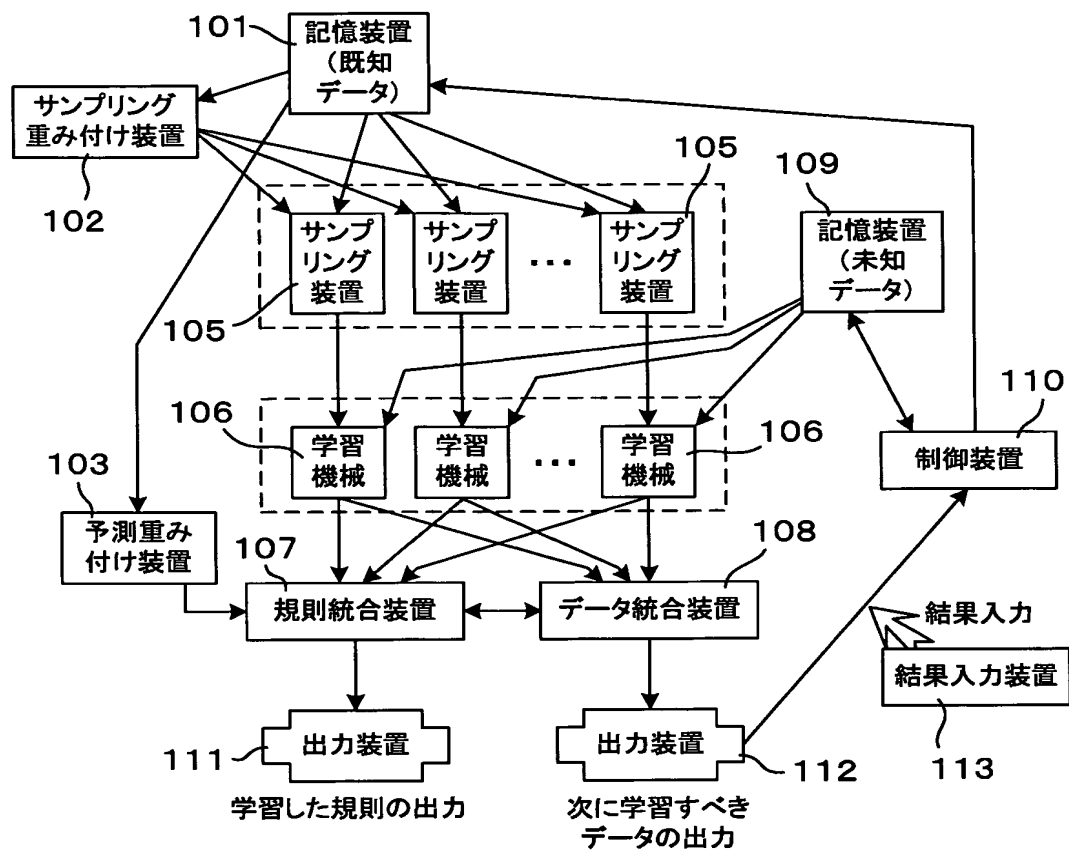 101
記憶装置
(既知
データ)
サンプリング
重み付け装置
102
105
109
記憶装置
(未知
データ)
サンプ
リング
装置
サンプ
リング
装置
...
サンプ
リング
装置
105
110
制御装置
106
学習
機械
学習
機械
...
学習
機械
106
103
予測重み
付け装置
107
規則統合装置
108
データ統合装置
結果入力
結果入力装置
113
111
出力装置
学習した規則の出力
出力装置
112
次に学習すべき
データの出力